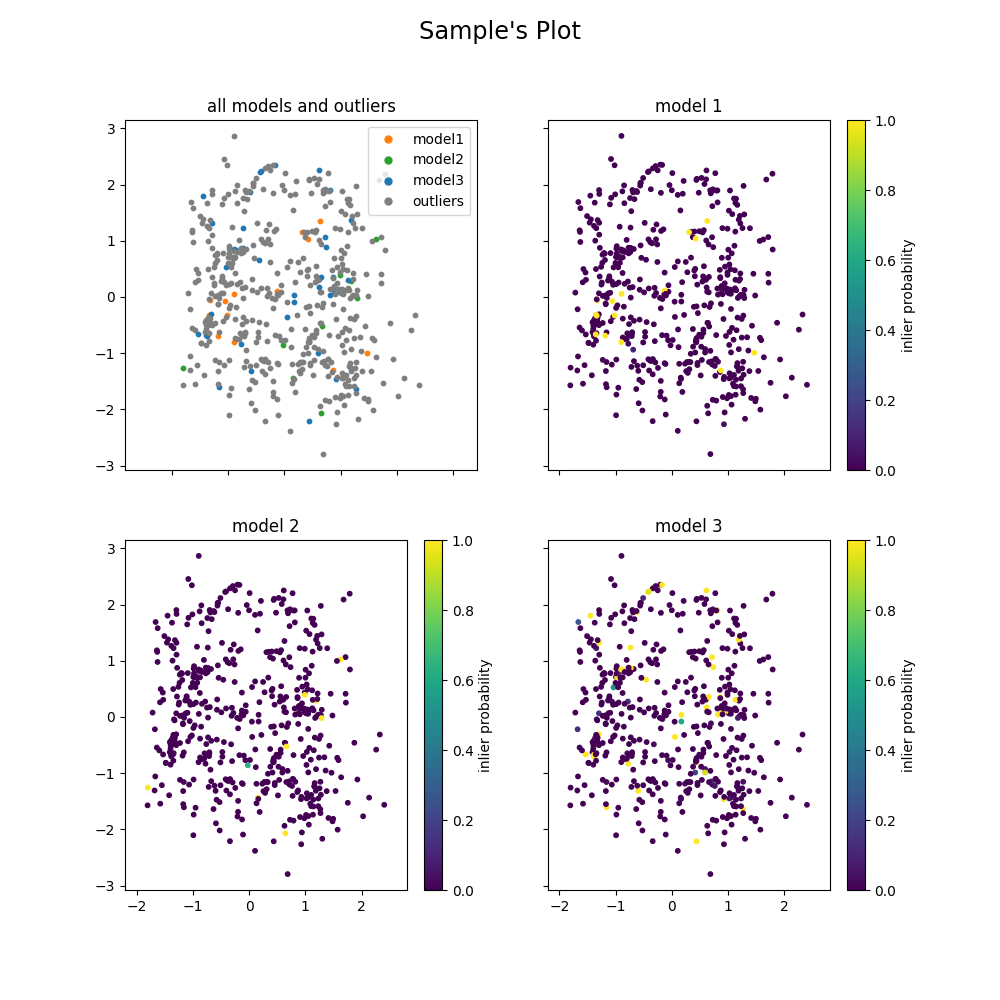 Sample's Plot
all models and outliers
model1
model2
model3
outliers
3
2
1
0
−1
−2
−3
model 1
1.0
0.8
0.6
0.4
0.2
0.0
inlier probability
model 2
3
2
1
0
−1
−2
−3
−2 −1 0 1 2
1.0
0.8
0.6
0.4
0.2
0.0
inlier probability
model 3
−2 −1 0 1 2
1.0
0.8
0.6
0.4
0.2
0.0
inlier probability